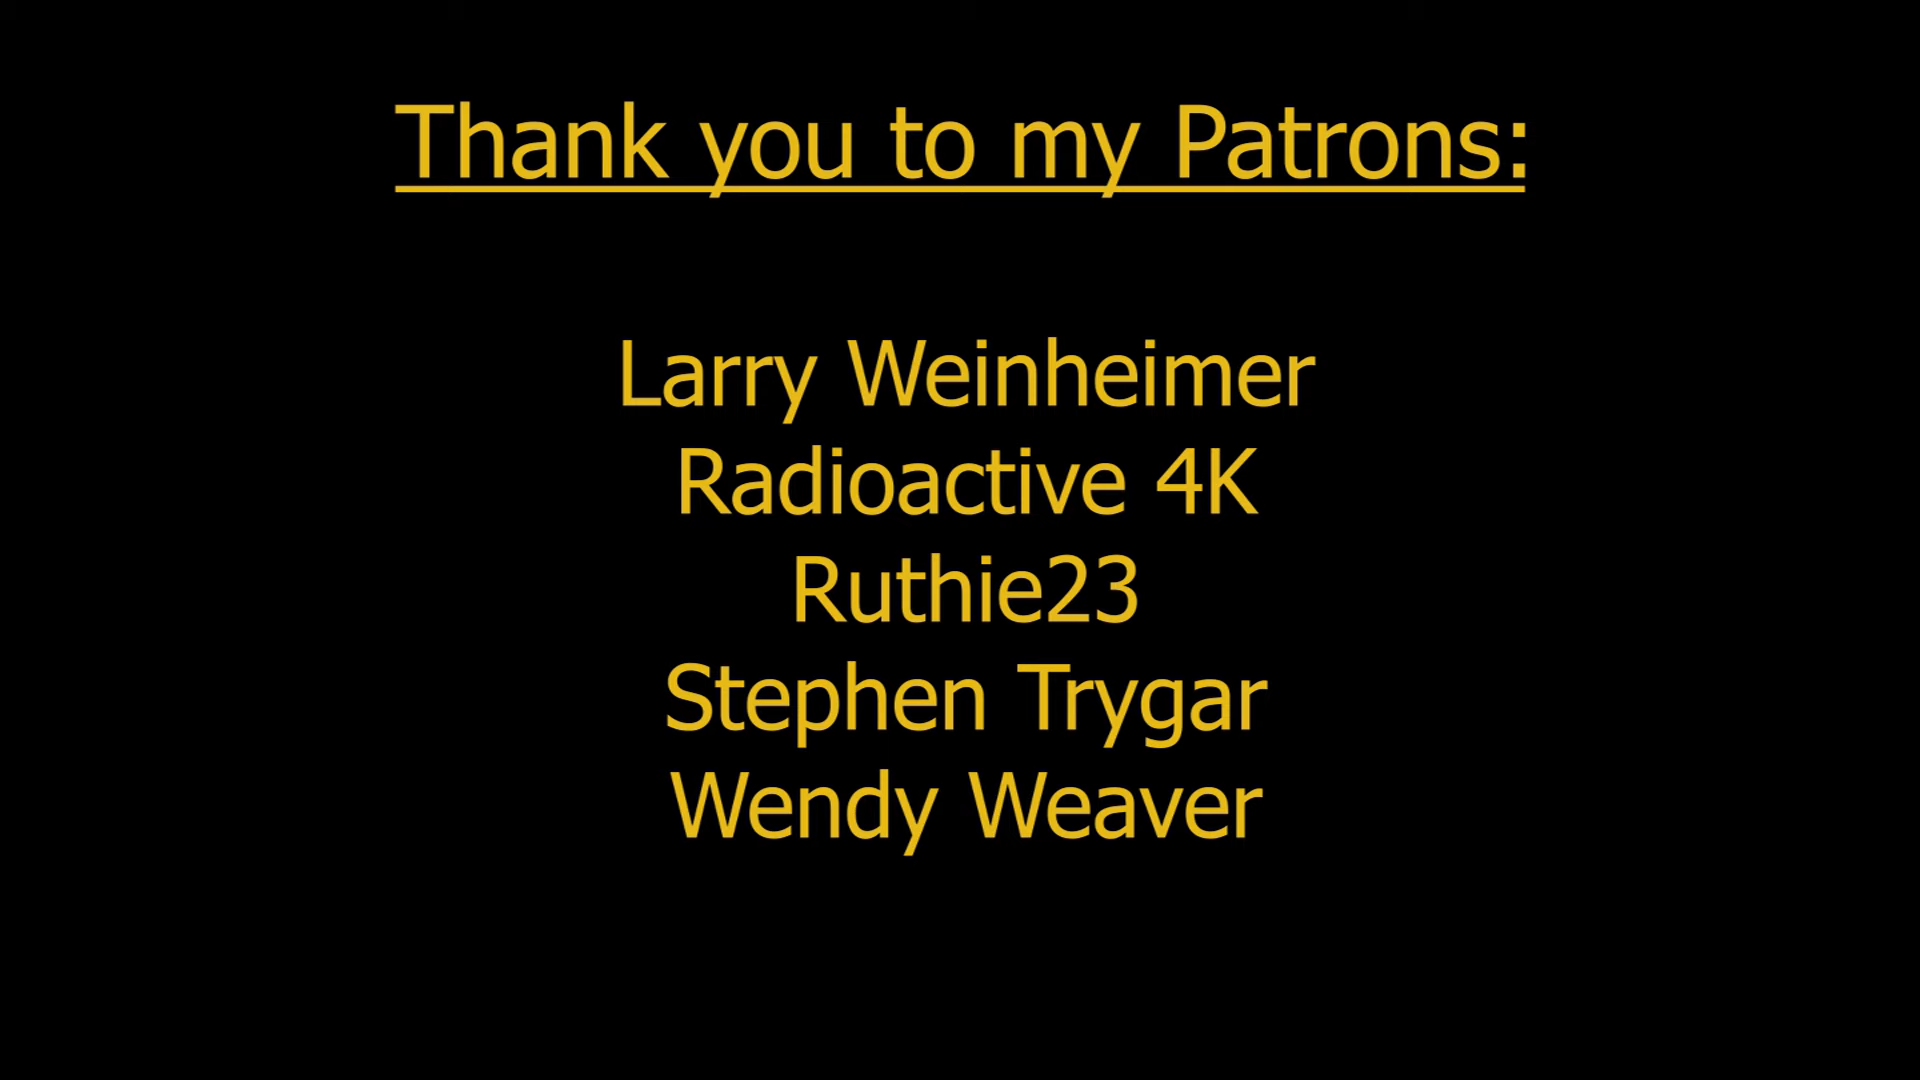 Thank you to my Patrons:
Larry Weinheimer
Radioactive 4K
Ruthie23
Stephen Trygar
Wendy Weaver